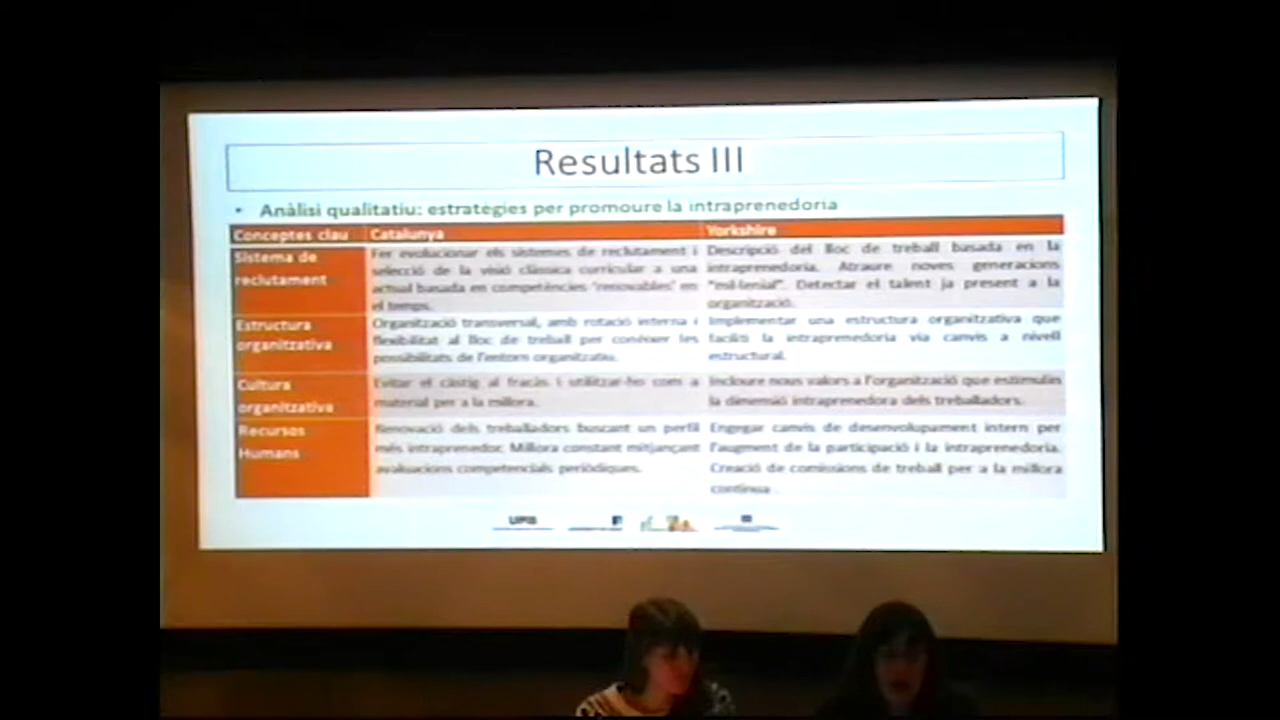 Resultats III
• Anàlisi qualitatiu: estratègies per promoure la intraprenedoria
Conceptes clau Catalunya Yorkshire
Sistema de
reclutament
Fer evolucionar els sistemes de reclutament i
selecció de la visió clàssica curricular a una
actual basada en competències 'renovables' en
el temps.
Descripció del lloc de treball basada en la
intraprenedoria. Atraure noves generacions
"mil·lenial". Detectar el talent ja present a la
organització.
Estructura
organitzativa
Organització transversal, amb rotació interna i
flexibilitat al lloc de treball per conèixer les
possibilitats de l'entorn organitzatiu.
Implementar una estructura organitzativa que
faciliti la intraprenedoria via canvis a nivell
estructural.
Cultura
organitzativa
Evitar el càstig al fracàs i utilitzar-ho com a
material per a la millora.
Incloure nous valors a l'organització que estimulin
la dimensió intraprenedora dels treballadors.
Recursos
Humans
Renovació dels treballadors buscant un perfil
més intraprenedor. Millora constant mitjançant
avaluacions competencials periòdiques.
Engegar canvis de desenvolupament intern per
l'augment de la participació i la intraprenedoria.
Creació de comissions de treball per a la millora
contínua .